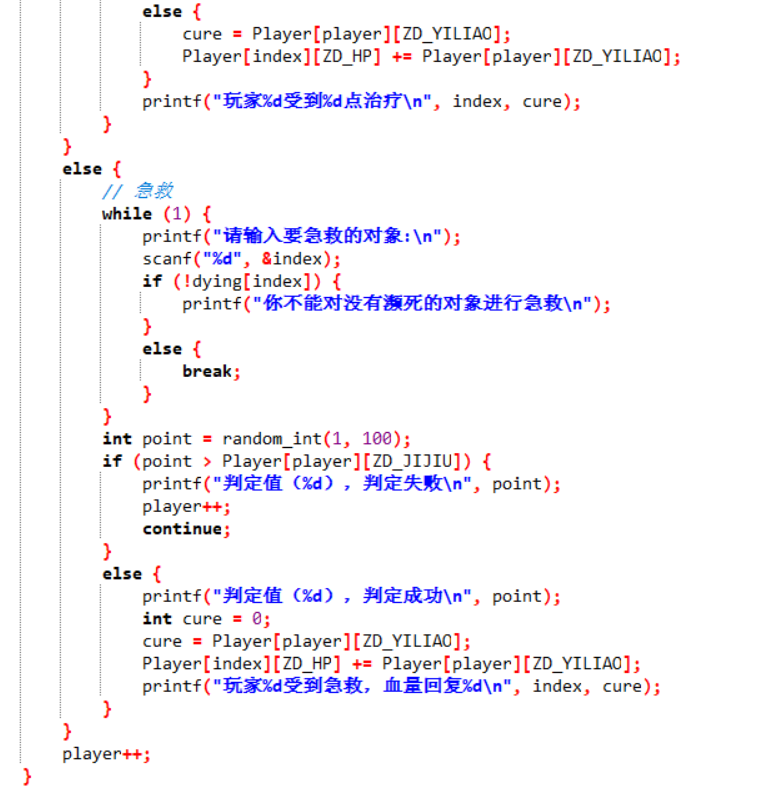 else {
cure = Player[player][ZD_YILIAO];
Player[index][ZD_HP] += Player[player][ZD_YILIAO];
}
printf("玩家%d受到%d点治疗\n", index, cure);
}
}
else {
// 急救
while (1) {
printf("请输入要急救的对象:\n");
scanf("%d", &index);
if (!dying[index]) {
printf("你不能对没有濒死的对象进行急救\n");
}
else {
break;
}
}
int point = random_int(1, 100);
if (point > Player[player][ZD_JIJIU]) {
printf("判定值（%d），判定失败\n", point);
player++;
continue;
}
else {
printf("判定值（%d），判定成功\n", point);
int cure = 0;
cure = Player[player][ZD_YILIAO];
Player[index][ZD_HP] += Player[player][ZD_YILIAO];
printf("玩家%d受到急救，血量回复%d\n", index, cure);
}
}
player++;
}